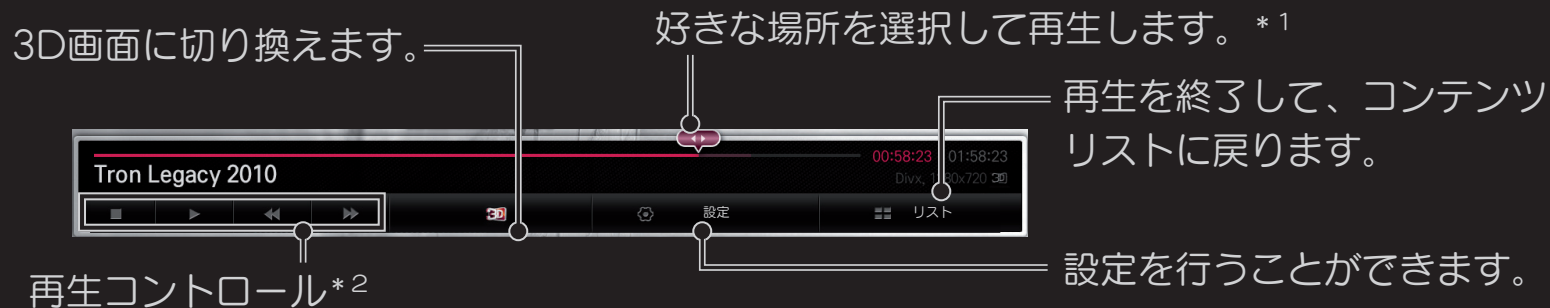 3D画面に切り換えます。
好きな場所を選択して再生します。*1
再生を終了して、コンテンツ
リストに戻ります。
00:58:23 01:58:23
Tron Legacy 2010
Divx, 1 80x720 3D
3D
設定
リスト
設定を行うことができます。
再生コントロール*2